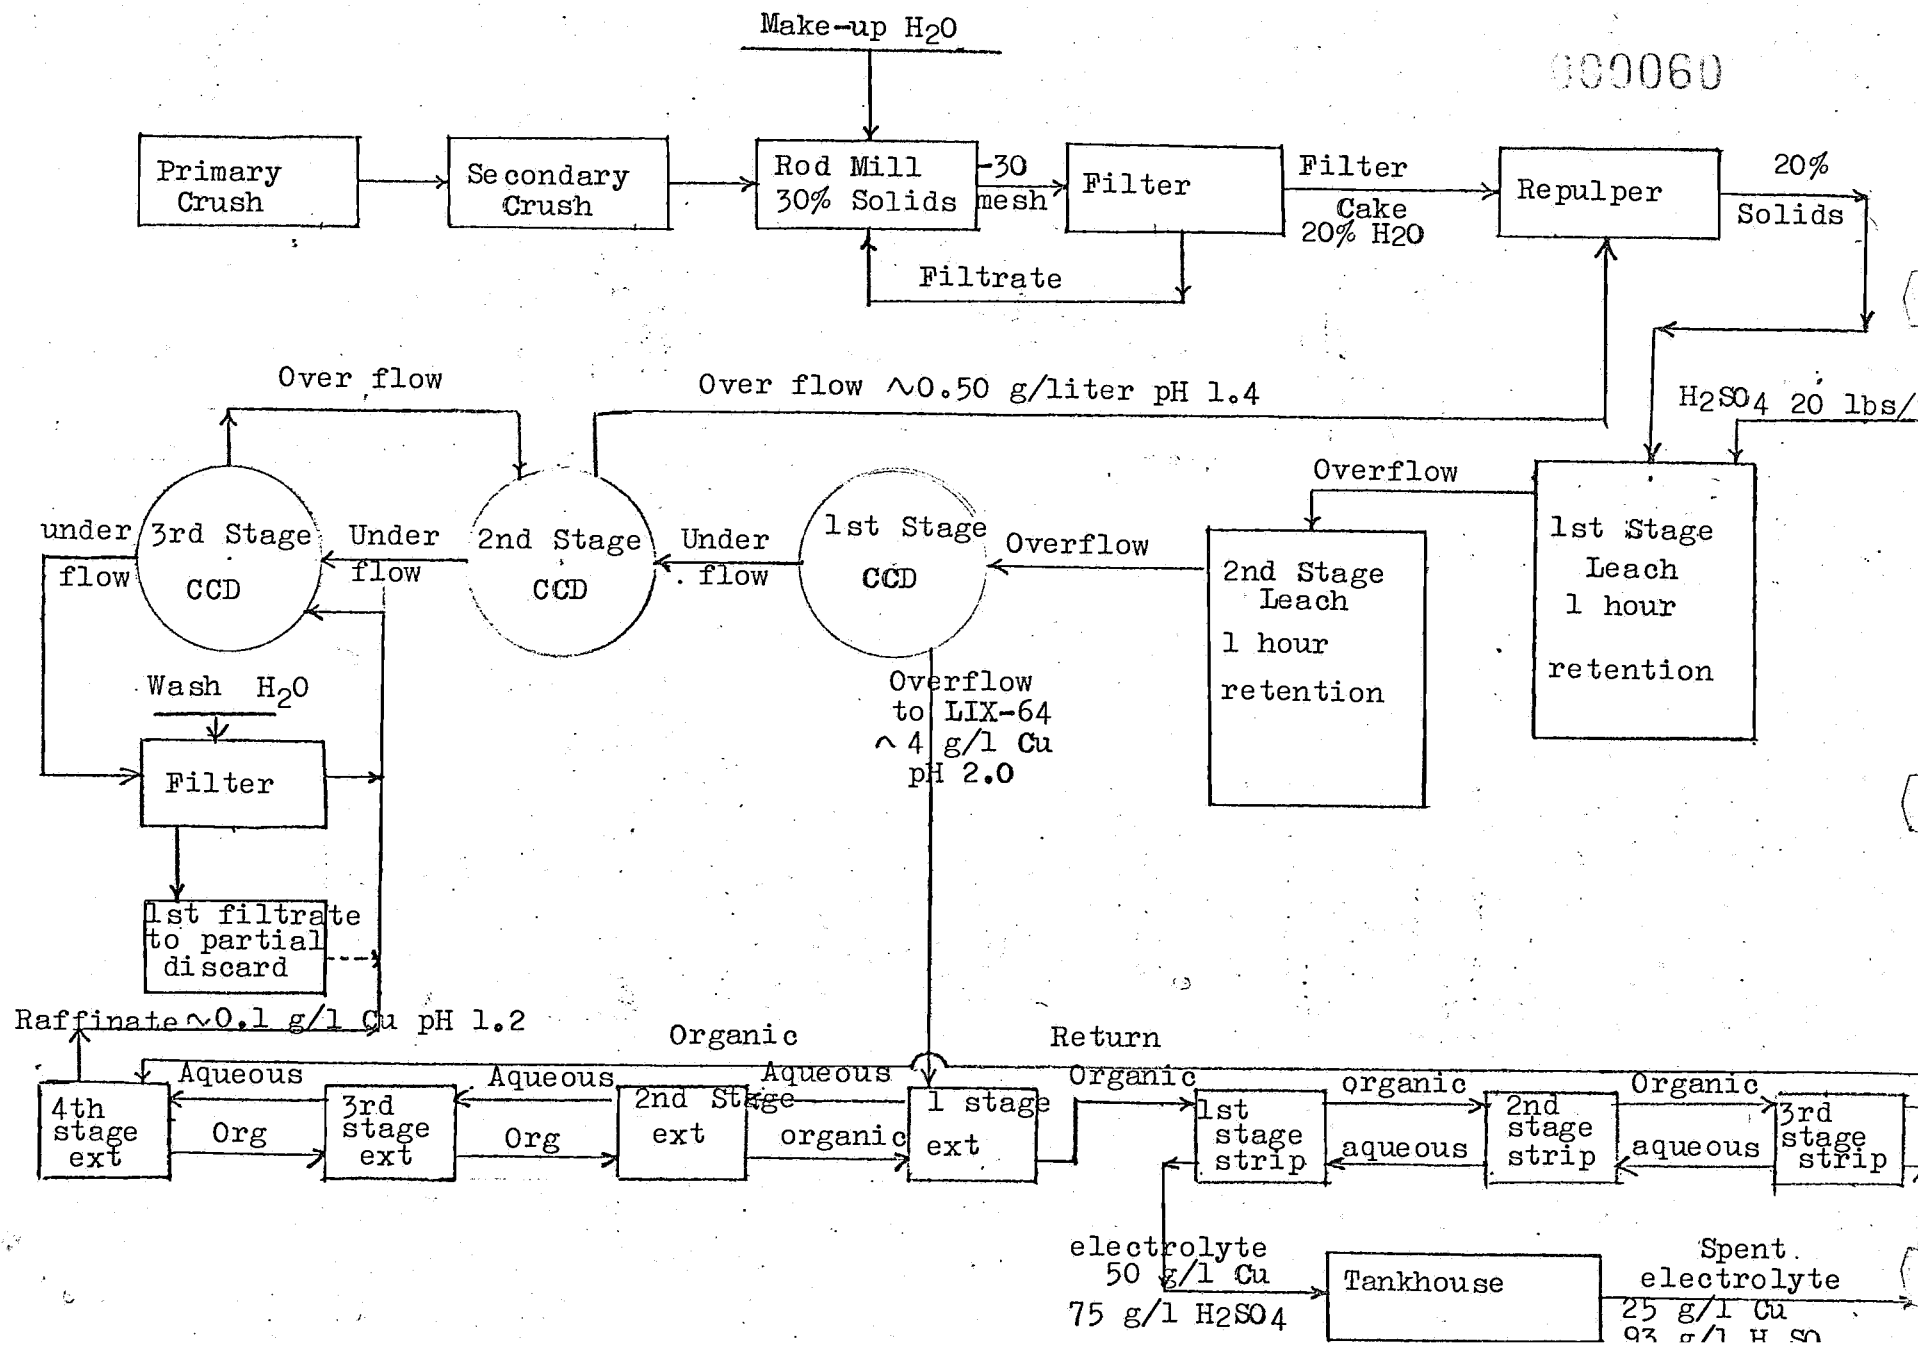 Make-up H2O
000060
Primary
Crush
Secondary
Crush
Rod Mill
30% Solids
-30
mesh
Filter
Filter
Cake
20% H2O
Repulper
20%
Solids
Filtrate
Over flow
Over flow ~0.50 g/liter pH 1.4
H2SO4 20 lbs/
under
flow
3rd Stage
CCD
Under
flow
2nd Stage
CCD
Under
flow
1st Stage
CCD
Overflow
2nd Stage
Leach
1 hour
retention
Overflow
1st Stage
Leach
1 hour
retention
Wash H2O
Filter
Overflow
to LIX-64
~ 4 g/l Cu
pH 2.0
1st filtrate
to partial
discard
Raffinate ~0.1 g/l Cu pH 1.2
Organic Return
4th
stage
ext
Aqueous
Org
3rd
stage
ext
Aqueous
Org
2nd Stage
ext
Aqueous
organic
1 stage
ext
Organic
1st
stage
strip
organic
aqueous
2nd
stage
strip
Organic
aqueous
3rd
stage
strip
electrolyte
50 g/l Cu
75 g/l H2SO4
Tankhouse
Spent
electrolyte
25 g/l Cu
93 g/l H SO